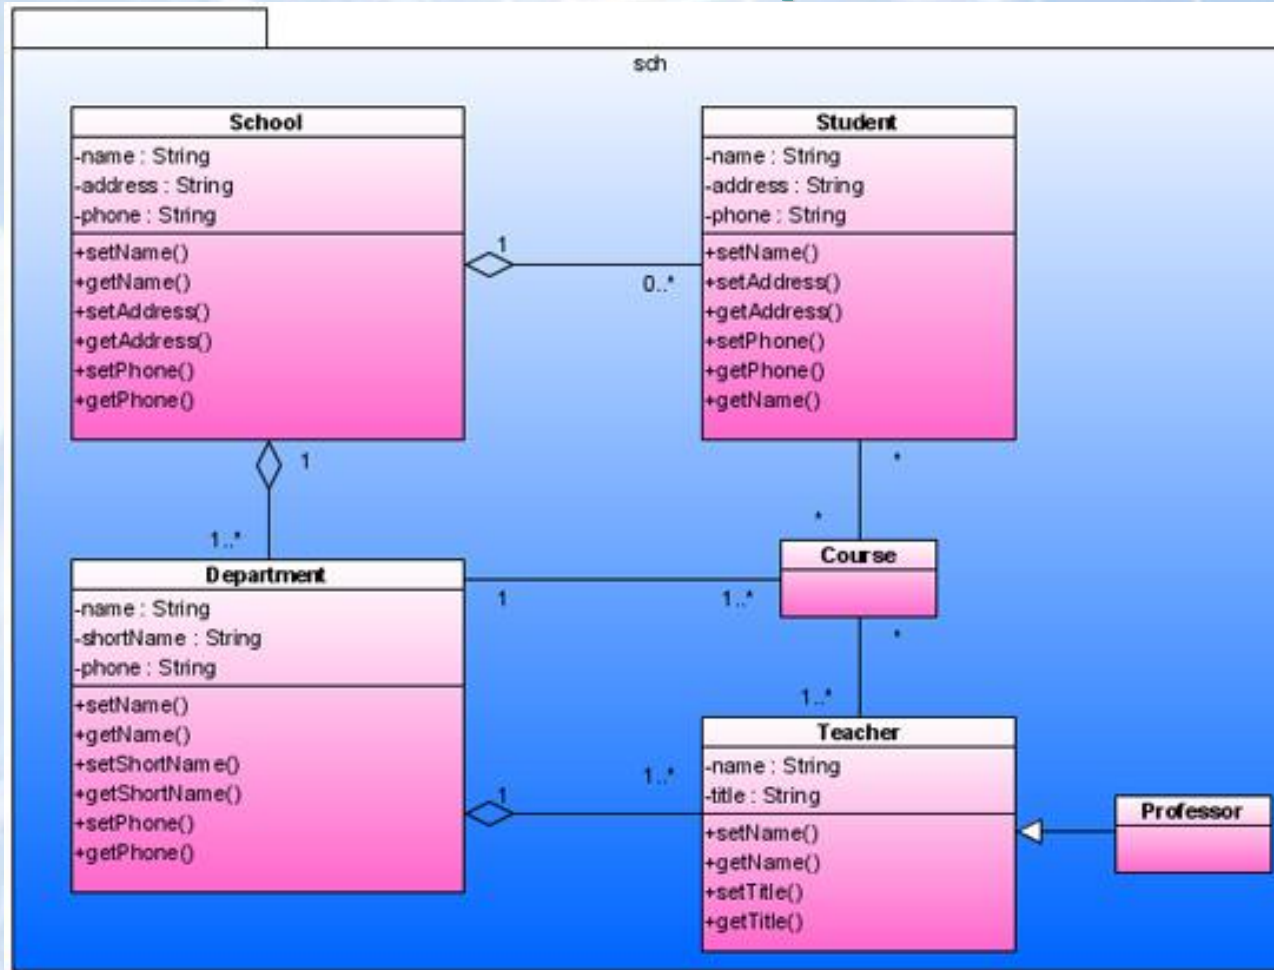 sch
School
-name : String
-address : String
-phone : String
+setName()
+getName()
+setAddress()
+getAddress()
+setPhone()
+getPhone()
1
0..*
Student
-name : String
-address : String
-phone : String
+setName()
+setAddress()
+getAddress()
+setPhone()
+getPhone()
+getName()
1
1..*
*
*
Department
-name : String
-shortName : String
-phone : String
+setName()
+getName()
+setShortName()
+getShortName()
+setPhone()
+getPhone()
1
1..*
Course
*
1..*
1
1..*
Teacher
-name : String
-title : String
+setName()
+getName()
+setTitle()
+getTitle()
Professor